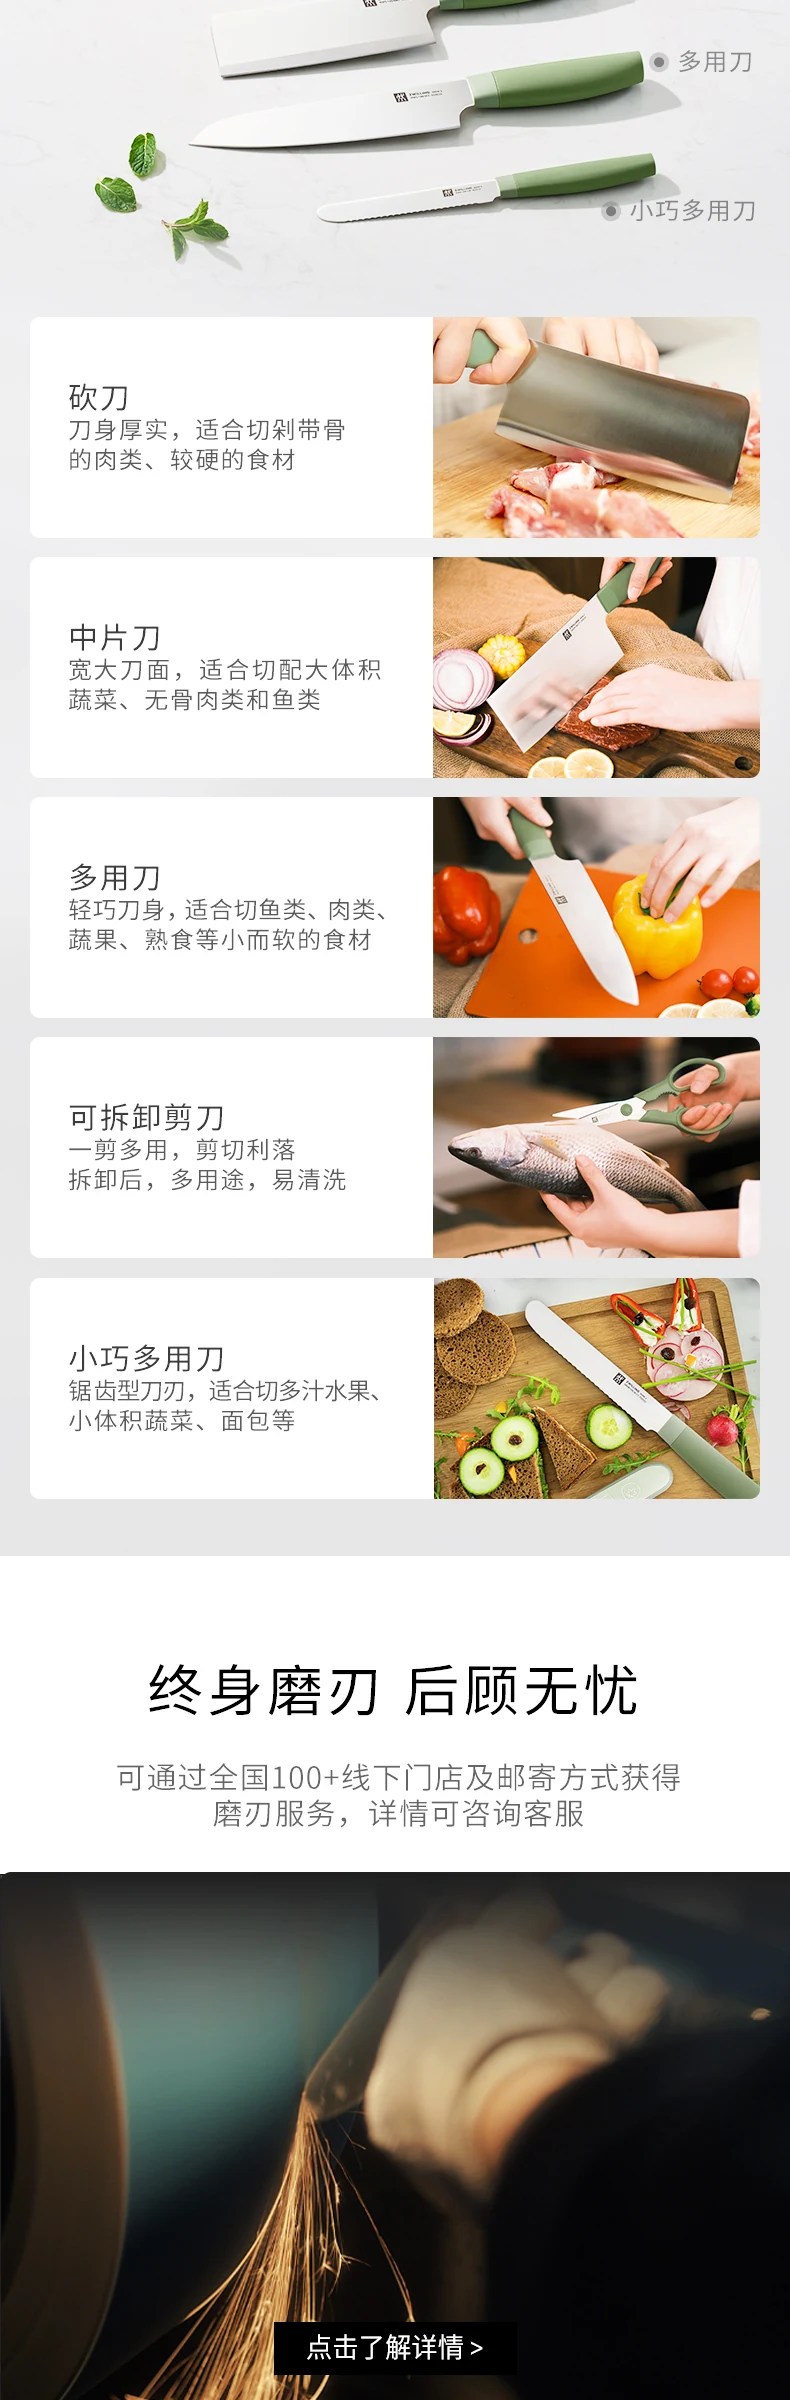 多用刀
小巧多用刀
砍刀
刀身厚实，适合切剁带骨
的肉类、较硬的食材
中片刀
宽大刀面，适合切配大体积
蔬菜、无骨肉类和鱼类
多用刀
轻巧刀身，适合切鱼类、肉类、
蔬果、熟食等小而软的食材
可拆卸剪刀
一剪多用，剪切利落
拆卸后，多用途，易清洗
小巧多用刀
锯齿型刀刃，适合切多汁水果、
小体积蔬菜、面包等
终身磨刃 后顾无忧
可通过全国100+线下门店及邮寄方式获得
磨刃服务，详情可咨询客服
点击了解详情 >